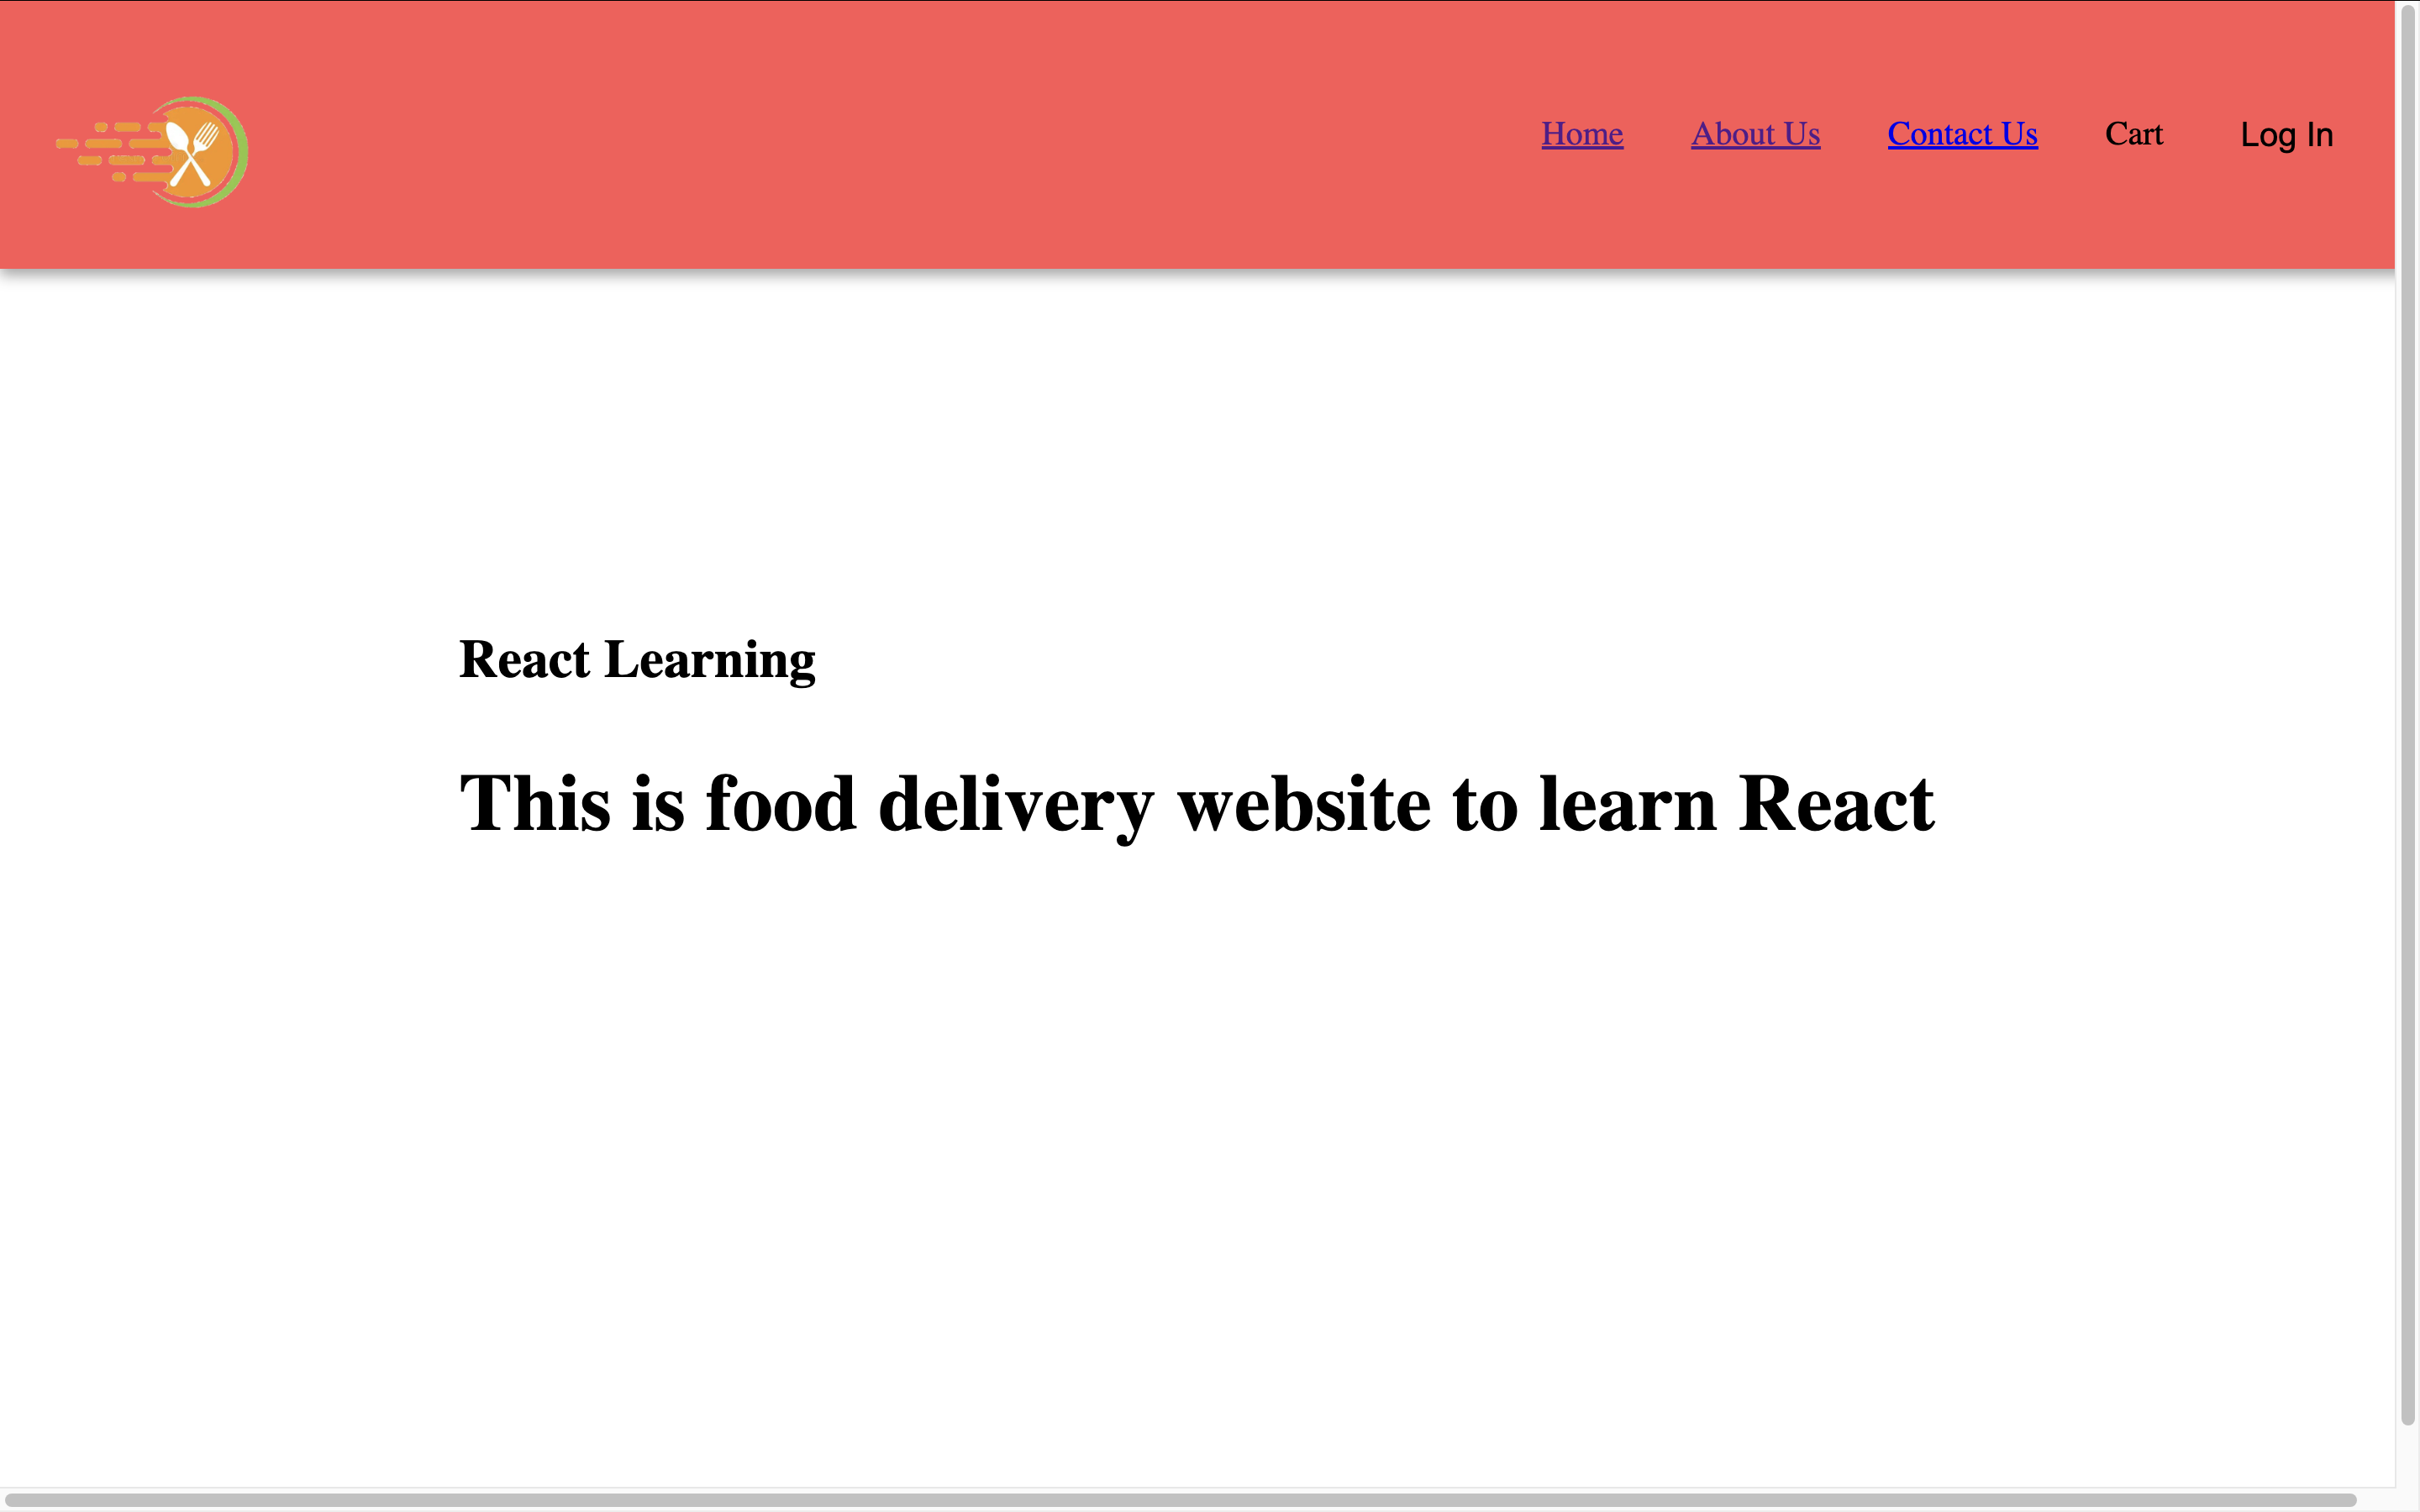 Home About Us Contact Us Cart Log In
React Learning
This is food delivery website to learn React